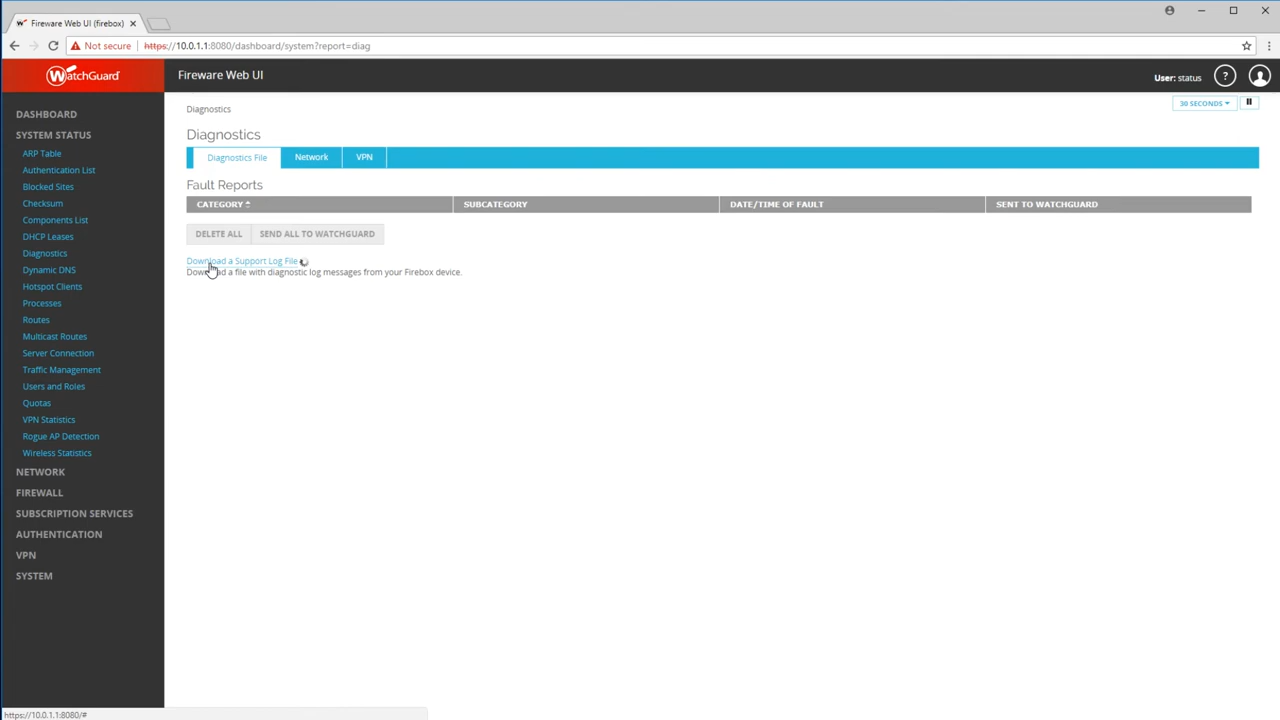 Fireware Web UI (firebox)
Not secure
https://10.0.1.1:8080/dashboard/system?report=diag
WatchGuard
Fireware Web UI
User: status
?
30 SECONDS
DASHBOARD
SYSTEM STATUS
ARP Table
Authentication List
Blocked Sites
Checksum
Components List
DHCP Leases
Diagnostics
Dynamic DNS
Hotspot Clients
Processes
Routes
Multicast Routes
Server Connection
Traffic Management
Users and Roles
Quotas
VPN Statistics
Rogue AP Detection
Wireless Statistics
NETWORK
FIREWALL
SUBSCRIPTION SERVICES
AUTHENTICATION
VPN
SYSTEM
Diagnostics
Diagnostics
Diagnostics File
Network
VPN
Fault Reports
CATEGORY SUBCATEGORY DATE/TIME OF FAULT SENT TO WATCHGUARD
DELETE ALL SEND ALL TO WATCHGUARD
Download a Support Log File
Download a file with diagnostic log messages from your Firebox device.
https://10.0.1.1:8080/#